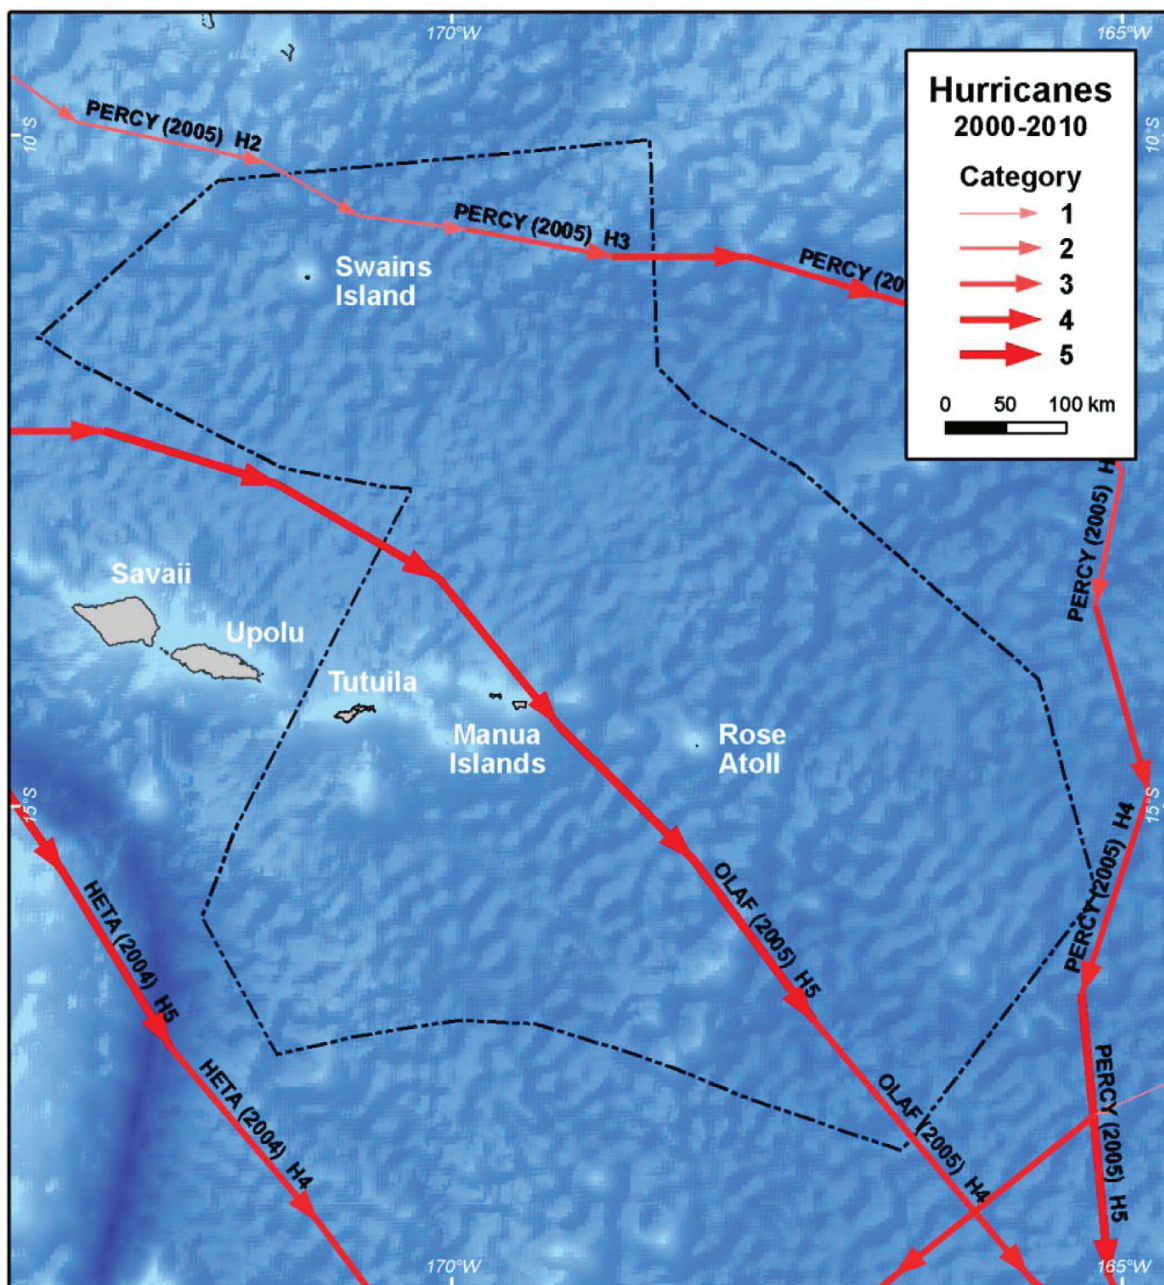 170°W
165°W
Hurricanes
2000-2010
Category
1
2
3
4
5
0 50 100 km
10°S
10°S
PERCY (2005) H2
PERCY (2005) H3
PERCY (20
Swains
Island
PERCY (2005) H
Savaii
Upolu
Tutuila
Manua
Islands
Rose
Atoll
15°S
15°S
PERCY (2005) H4
HETA (2004) H5
OLAF (2005) H5
HETA (2004) H4
OLAF (2005) H4
PERCY (2005) H5
170°W
165°W